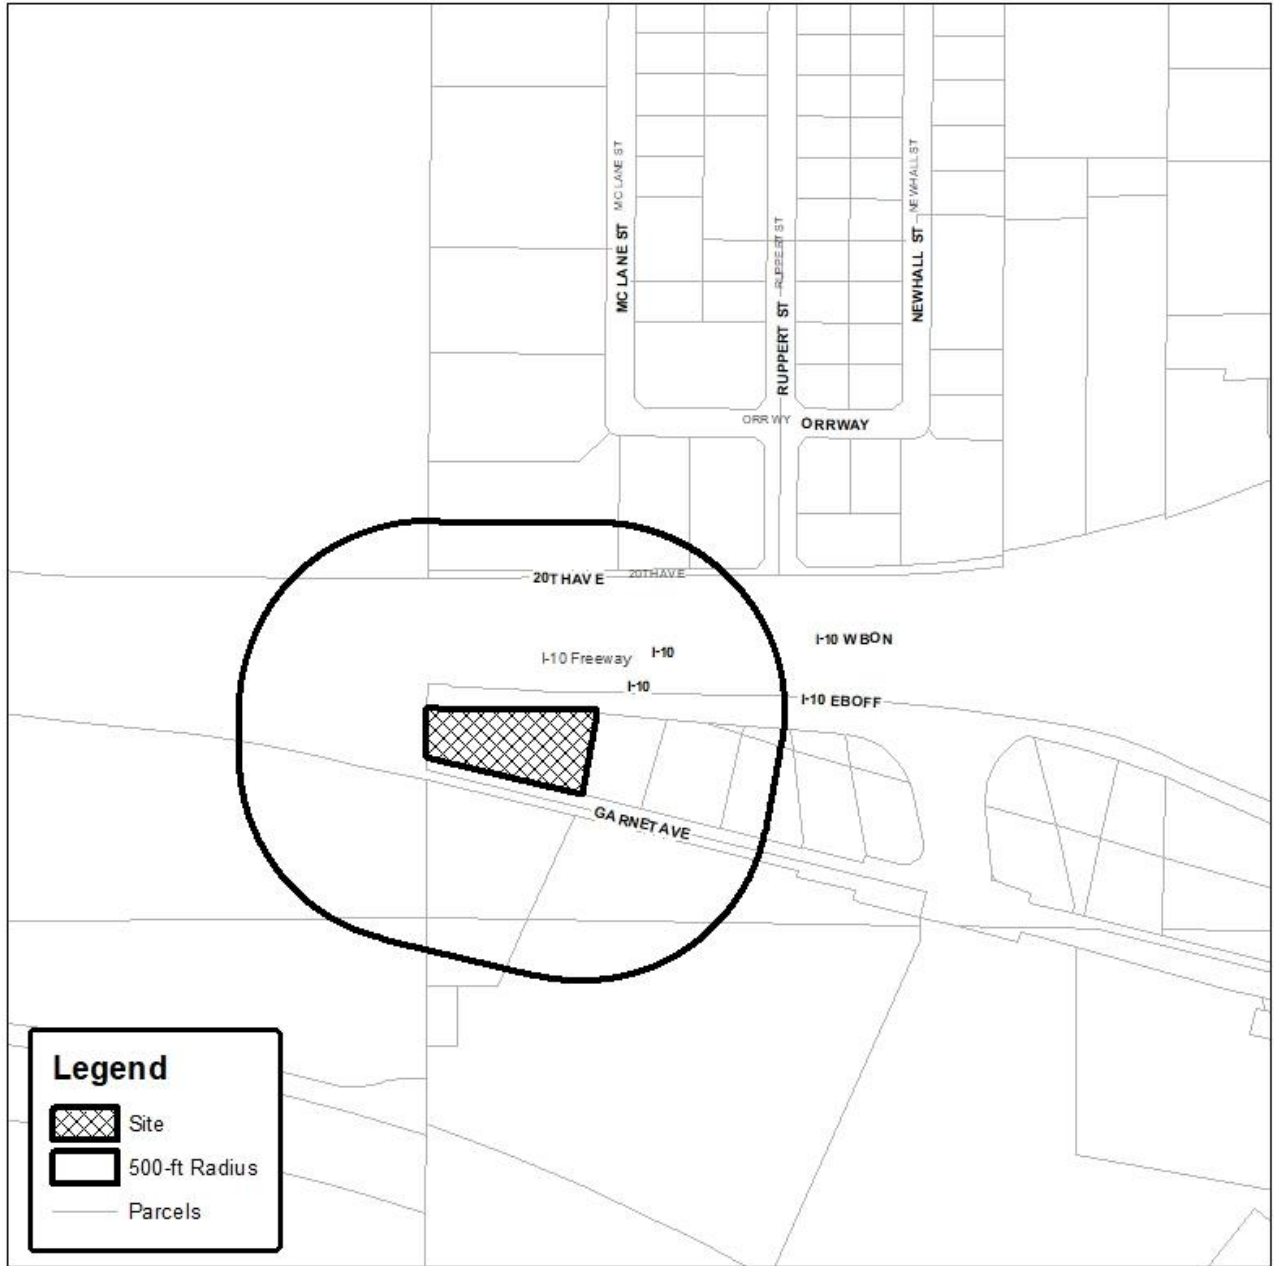 MC LANE ST
MC LANE ST
RUPPERT ST
RUPPERT ST
NEWHALL ST
NEWHALL ST
ORR WY
ORRWAY
20TH AVE
20TH AVE
I-10 Freeway
I-10
I-10
I-10 WBON
I-10 EBOFF
GARNET AVE
Legend
Site
500-ft Radius
Parcels